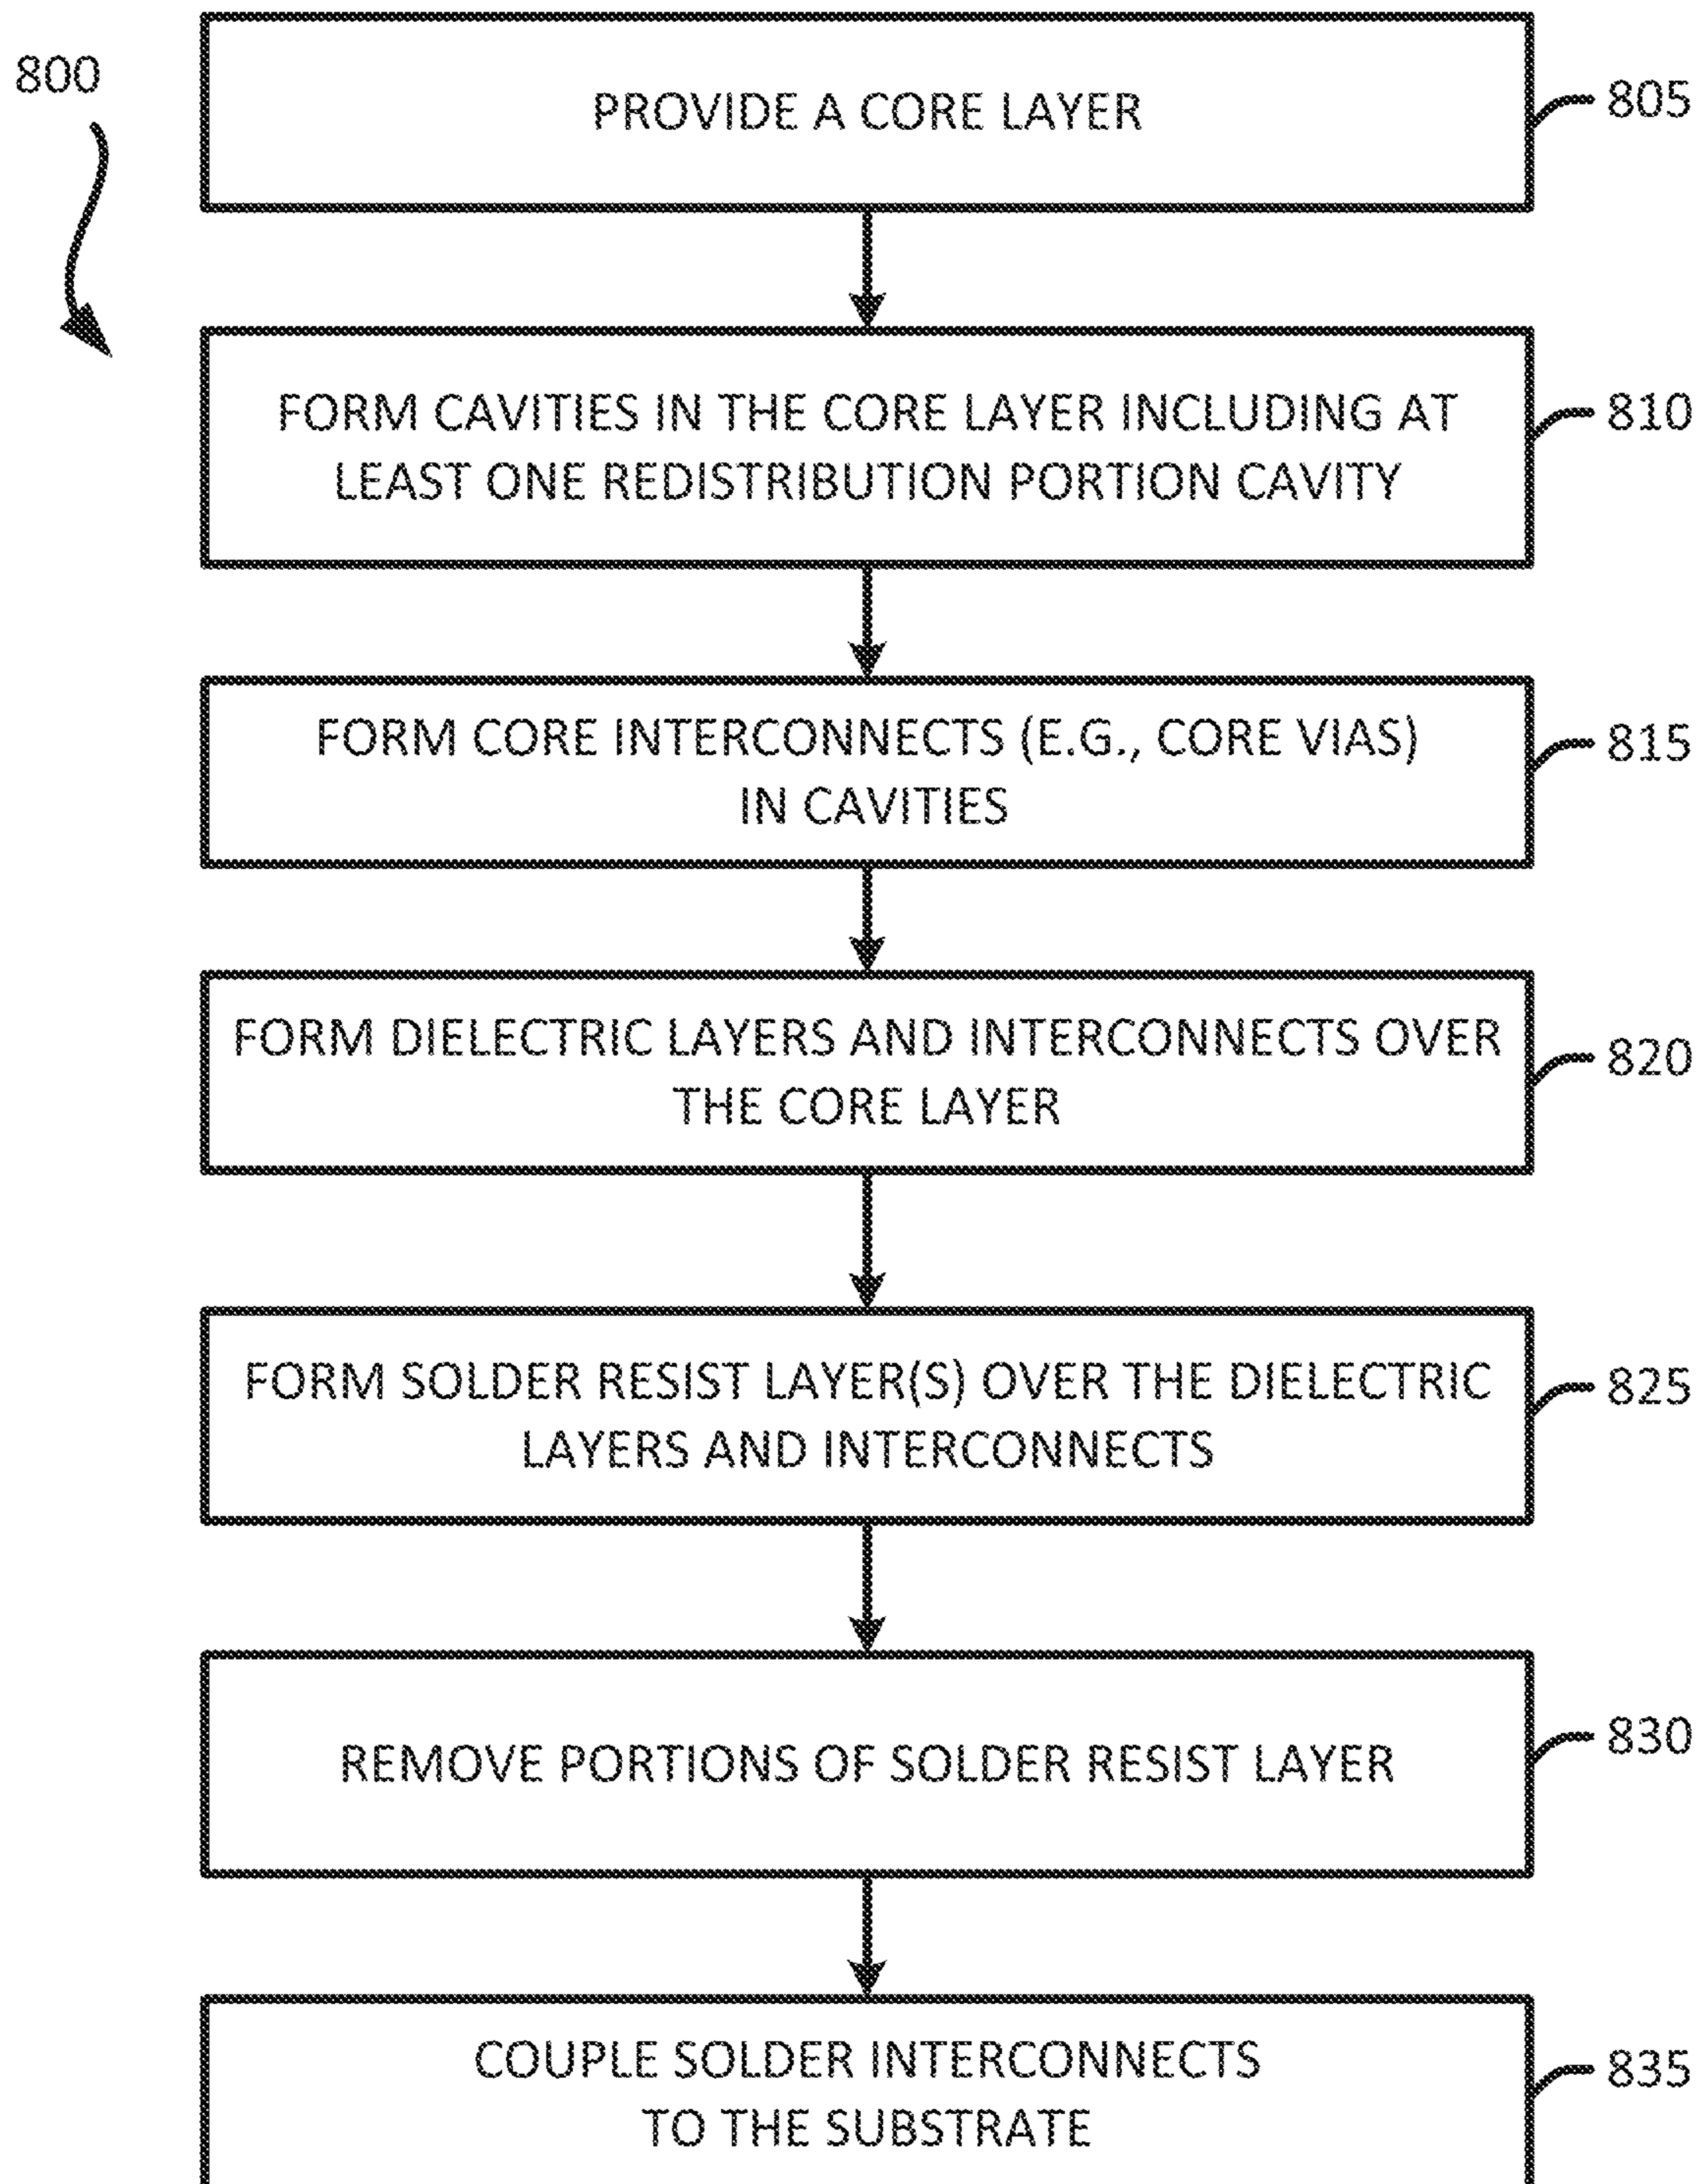 800
PROVIDE A CORE LAYER
805
FORM CAVITIES IN THE CORE LAYER INCLUDING AT
LEAST ONE REDISTRIBUTION PORTION CAVITY
810
FORM CORE INTERCONNECTS (E.G., CORE VIAS)
IN CAVITIES
815
FORM DIELECTRIC LAYERS AND INTERCONNECTS OVER
THE CORE LAYER
820
FORM SOLDER RESIST LAYER(S) OVER THE DIELECTRIC
LAYERS AND INTERCONNECTS
825
REMOVE PORTIONS OF SOLDER RESIST LAYER
830
COUPLE SOLDER INTERCONNECTS
TO THE SUBSTRATE
835